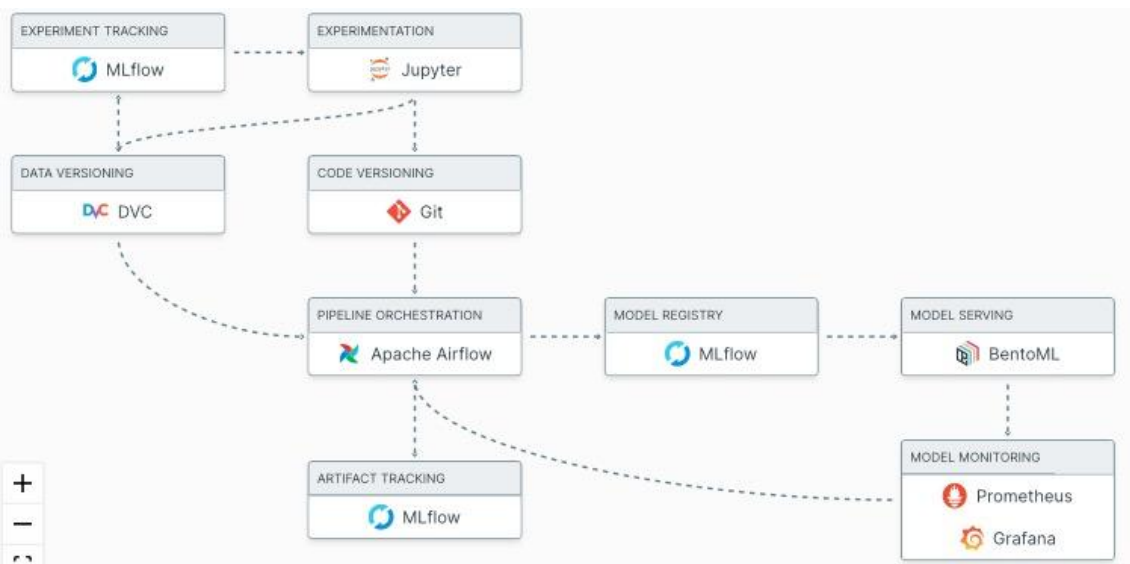 EXPERIMENT TRACKING
MLflow
EXPERIMENTATION
Jupyter
DATA VERSIONING
DVC DVC
CODE VERSIONING
Git
PIPELINE ORCHESTRATION
Apache Airflow
MODEL REGISTRY
MLflow
MODEL SERVING
BentoML
ARTIFACT TRACKING
MLflow
MODEL MONITORING
Prometheus
Grafana
+
−